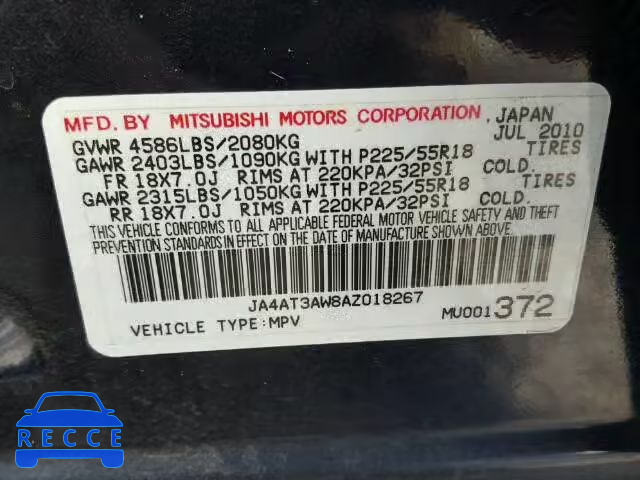 MFD. BY MITSUBISHI MOTORS CORPORATION, JAPAN
GVWR 4586LBS/2080KG JUL 2010
GAWR 2403LBS/1090KG WITH P225/55R18 TIRES
FR 18X7.0J RIMS AT 220KPA/32PSI COLD.
GAWR 2315LBS/1050KG WITH P225/55R18 TIRES
RR 18X7.0J RIMS AT 220KPA/32PSI COLD.
THIS VEHICLE CONFORMS TO ALL APPLICABLE FEDERAL MOTOR VEHICLE SAFETY AND THEFT
PREVENTION STANDARDS IN EFFECT ON THE DATE OF MANUFACTURE SHOWN ABOVE.
JA4AT3AW8AZ018267
VEHICLE TYPE:MPV MU001372
RECCE